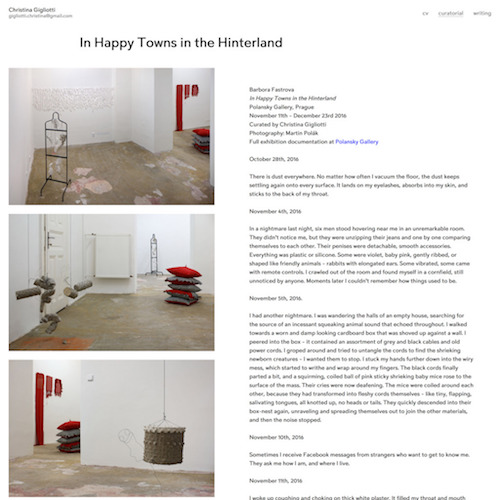 Christina Gigliotti
gigliotti.christina@gmail.com
cv curatorial writing
In Happy Towns in the Hinterland
Barbora Fastrova
In Happy Towns in the Hinterland
Polansky Gallery, Prague
November 11th - December 23rd 2016
Curated by Christina Gigliotti
Photography: Martin Polák
Full exhibition documentation at Polansky Gallery
October 28th, 2016
There is dust everywhere. No matter how often I vacuum the floor, the dust keeps
settling again onto every surface. It lands on my eyelashes, absorbs into my skin, and
sticks to the back of my throat.
November 4th, 2016
In a nightmare last night, six men stood hovering near me in an unremarkable room.
They didn't notice me, but they were unzipping their jeans and one by one comparing
themselves to each other. Their penises were detachable, smooth accessories.
Everything was plastic or silicone. Some were violet, baby pink, gently ribbed, or
shaped like friendly animals - rabbits with elongated ears. Some vibrated, some came
with remote controls. I crawled out of the room and found myself in a cornfield, still
unnoticed by anyone. Moments later I couldn't remember how things used to be.
November 5th, 2016.
I had another nightmare. I was wandering the halls of an empty house, searching for
the source of an incessant squeaking animal sound that echoed throughout. I walked
towards a worn and damp looking cardboard box that was shoved up against a wall. I
peered into the box - it contained an assortment of grey and black cables and old
power cords. I groped around and tried to untangle the cords to find the shrieking
newborn creatures - I wanted them to stop. I stuck my hands further down into the wiry
mess, which started to writhe and wrap around my fingers. The black cords finally
parted a bit, and a squirming, coiled ball of pink sticky shrieking baby mice rose to the
surface of the mass. Their cries were now deafening. The mice were coiled around each
other, because they had transformed into fleshy cords themselves - like tiny, flapping,
salivating tongues, all knotted up, no heads or tails. They quickly descended into their
box-nest again, unraveling and spreading themselves out to join the other materials,
and then the noise stopped.
November 10th, 2016
Sometimes I receive Facebook messages from strangers who want to get to know me.
They ask me how I am, and where I live.
November 11th, 2016
I woke up coughing and choking on thick white plaster. It filled my throat and mouth